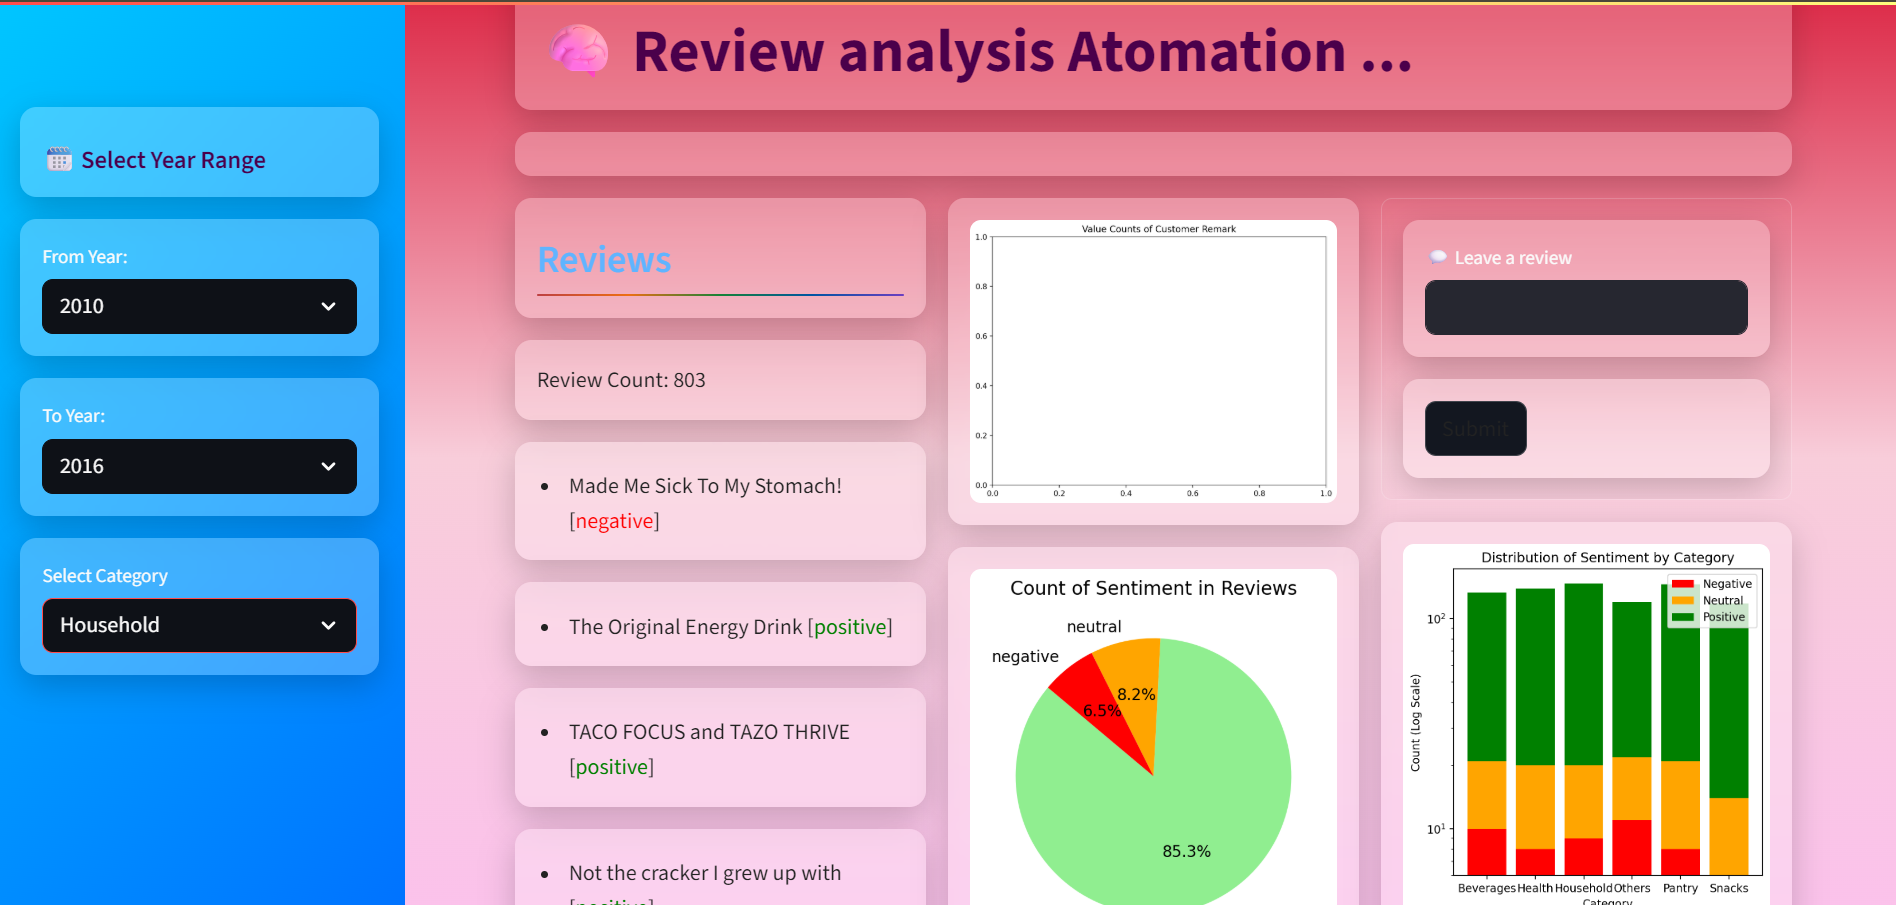 Review analysis Atomation ...
Select Year Range
From Year:
2010
To Year:
2016
Select Category
Household
Reviews
Review Count: 803
Made Me Sick To My Stomach!
[negative]
The Original Energy Drink [positive]
TACO FOCUS and TAZO THRIVE
[positive]
Not the cracker I grew up with
[positive]
Value Counts of Customer Remark
1.0
0.8
0.6
0.4
0.2
0.0
0.0 0.2 0.4 0.6 0.8 1.0
Count of Sentiment in Reviews
neutral
negative
8.2%
6.5%
85.3%
Leave a review
Submit
Distribution of Sentiment by Category
Negative
Neutral
Positive
10²
10¹
Count (Log Scale)
Beverages Health Household Others Pantry Snacks
Category